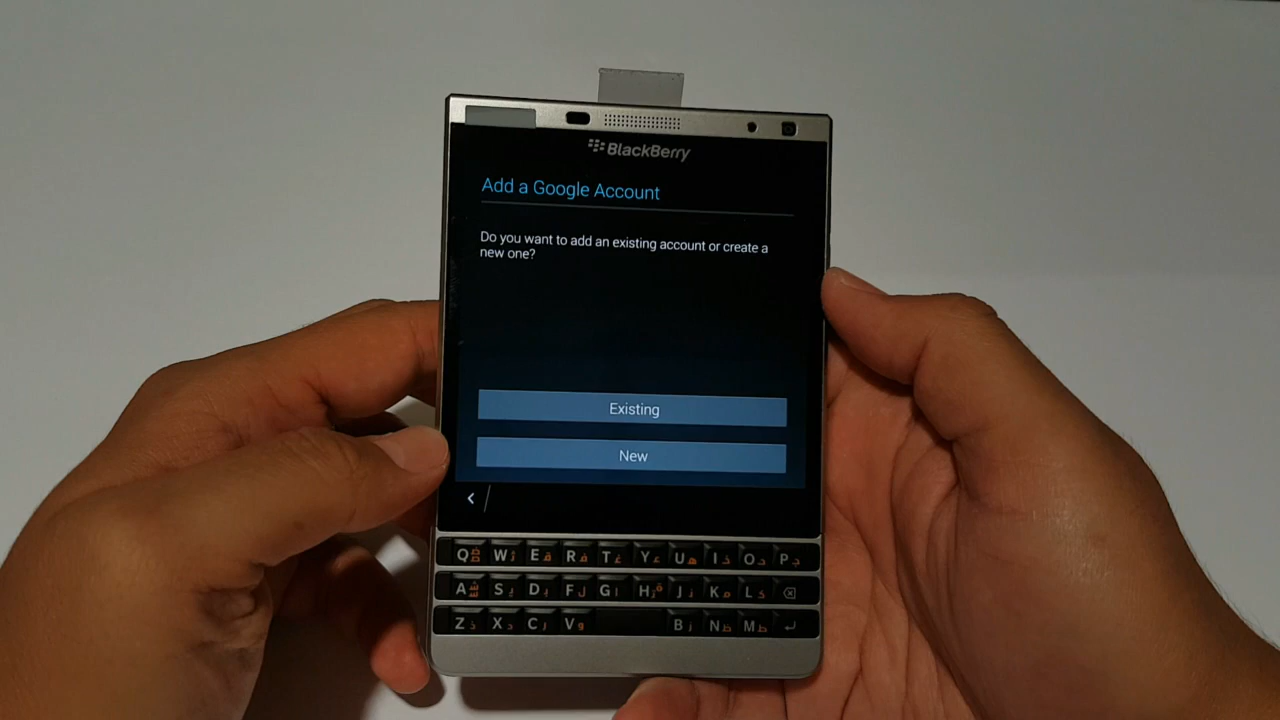 BlackBerry
Add a Google Account
Do you want to add an existing account or create a
new one?
Existing
New
Q W E R T Y U I O P
A S D F G H J K L
Z X C V B N M